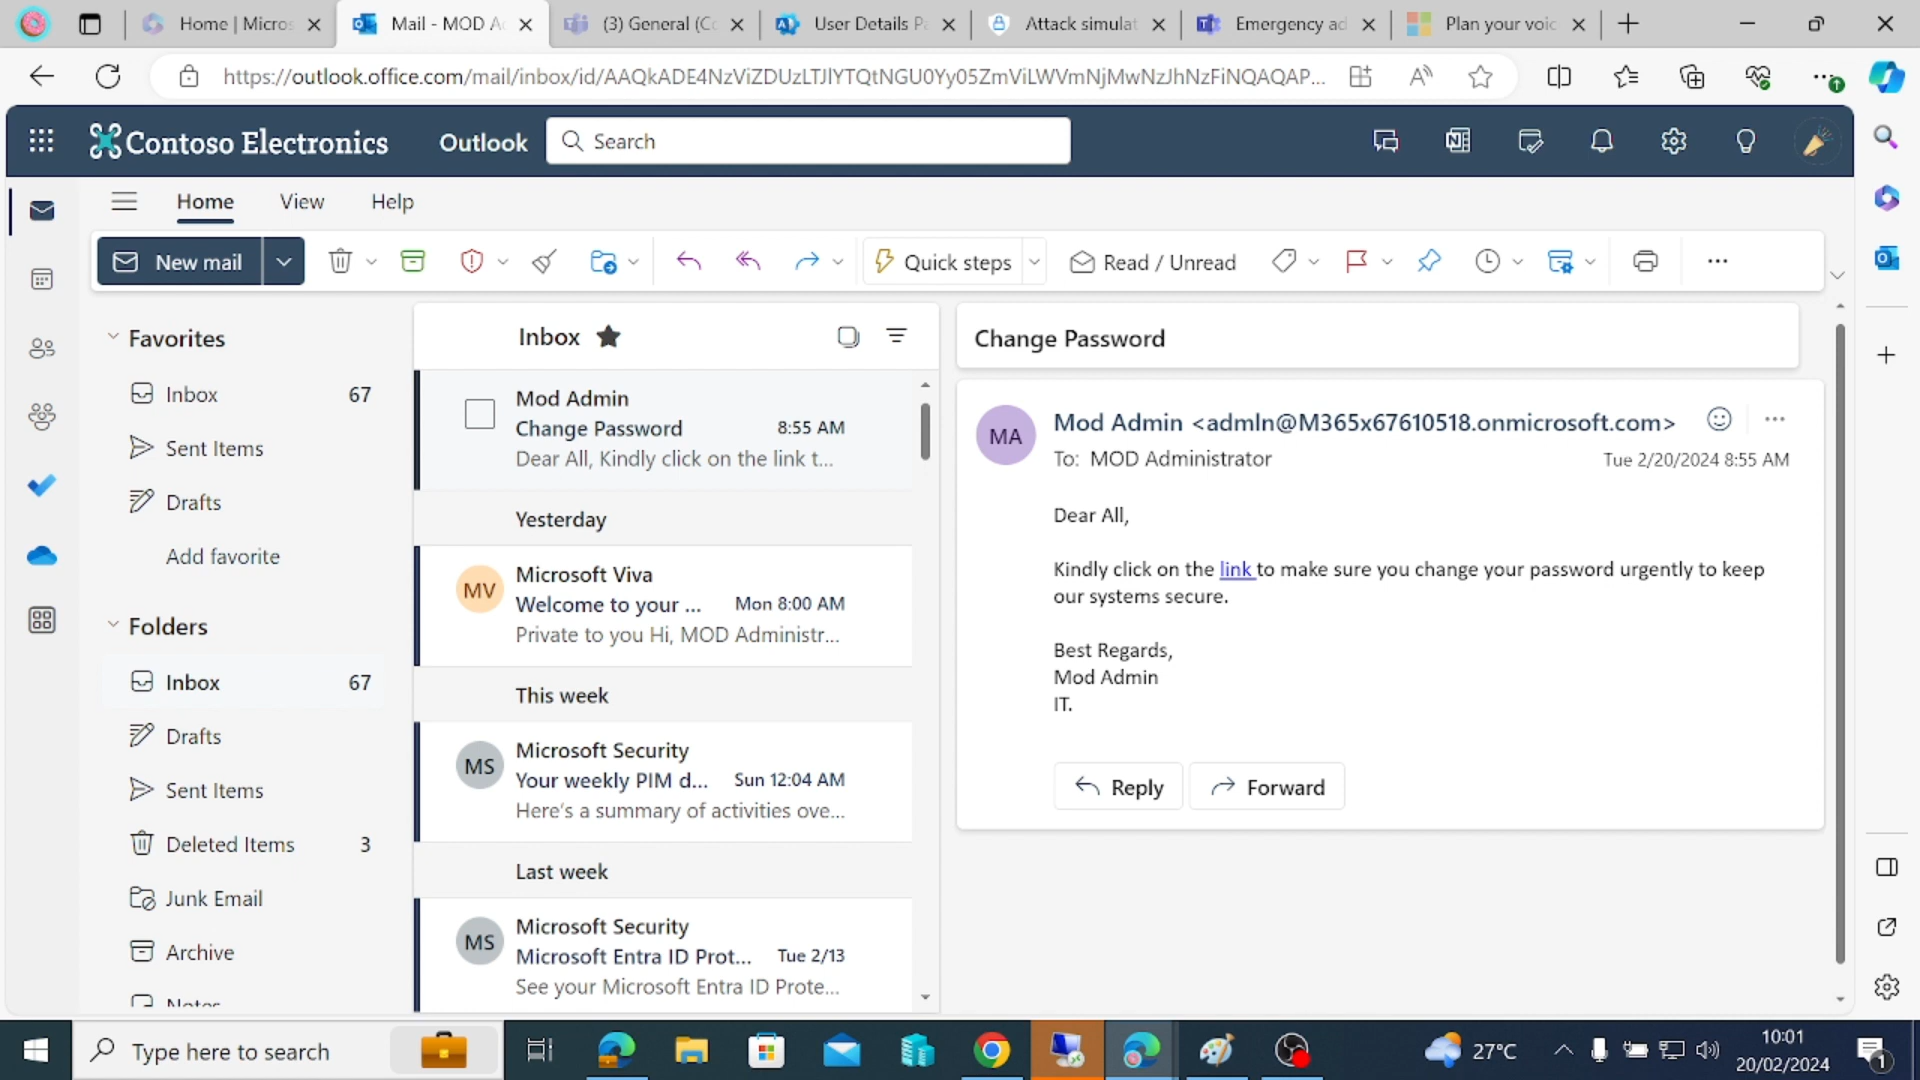 Home | Micros
Mail - MOD A
(3) General (Co
User Details P
Attack simulat
Emergency ad
Plan your voic
https://outlook.office.com/mail/inbox/id/AAQkADE4NzViZDUzLTJlYTQtNGU0Yy05ZmViLWVmNjMwNzJhNzFiNQAQAP...
Contoso Electronics
Outlook
Search
Home
View
Help
New mail
Quick steps
Read / Unread
Favorites
Inbox 67
Sent Items
Drafts
Add favorite
Folders
Inbox 67
Drafts
Sent Items
Deleted Items 3
Junk Email
Archive
Notes
Inbox
Mod Admin
Change Password 8:55 AM
Dear All, Kindly click on the link t...
Yesterday
MV
Microsoft Viva
Welcome to your ... Mon 8:00 AM
Private to you Hi, MOD Administr...
This week
MS
Microsoft Security
Your weekly PIM d... Sun 12:04 AM
Here's a summary of activities ove...
Last week
MS
Microsoft Security
Microsoft Entra ID Prot... Tue 2/13
See your Microsoft Entra ID Prote...
Change Password
MA
Mod Admin <admln@M365x67610518.onmicrosoft.com>
To: MOD Administrator
Tue 2/20/2024 8:55 AM
Dear All,
Kindly click on the link to make sure you change your password urgently to keep
our systems secure.
Best Regards,
Mod Admin
IT.
Reply
Forward
Type here to search
27°C
10:01
20/02/2024
1